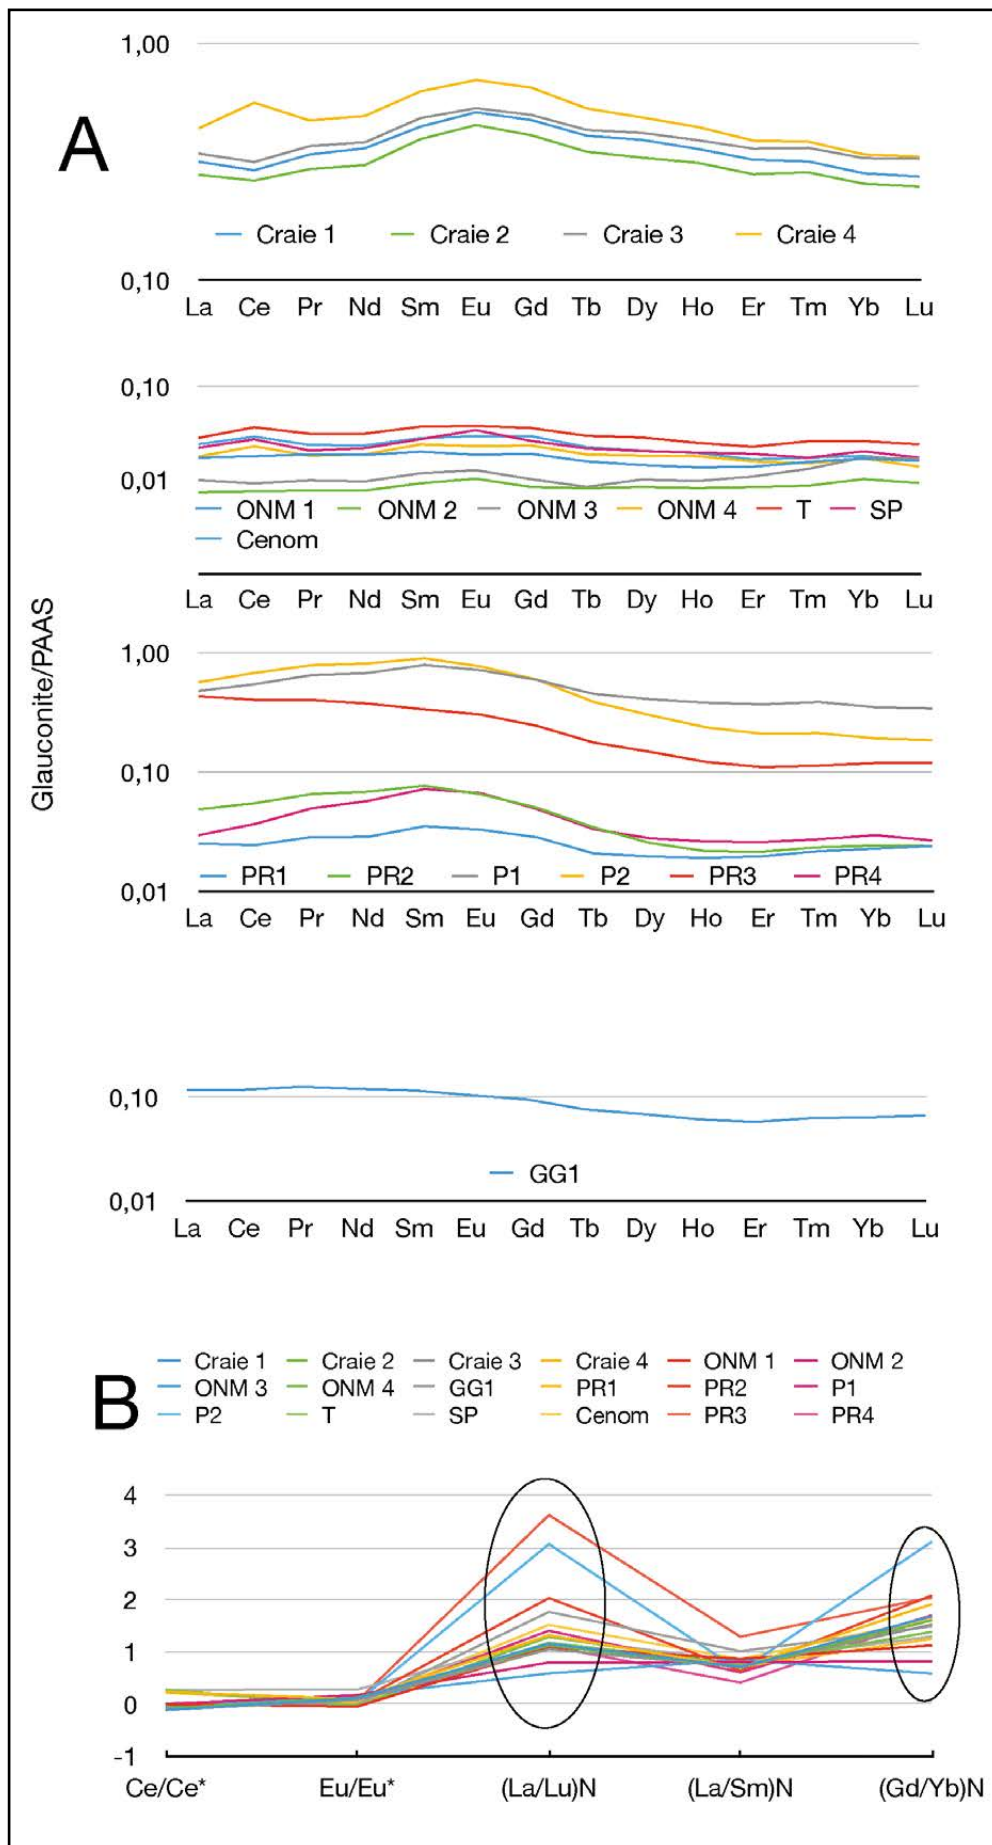 A
1,00
Craie 1 Craie 2 Craie 3 Craie 4
0,10
La Ce Pr Nd Sm Eu Gd Tb Dy Ho Er Tm Yb Lu
0,10
0,01
ONM 1 ONM 2 ONM 3 ONM 4 T SP
Cenom
La Ce Pr Nd Sm Eu Gd Tb Dy Ho Er Tm Yb Lu
Glauconite/PAAS
1,00
0,10
PR1 PR2 P1 P2 PR3 PR4
0,01
La Ce Pr Nd Sm Eu Gd Tb Dy Ho Er Tm Yb Lu
0,10
GG1
0,01
La Ce Pr Nd Sm Eu Gd Tb Dy Ho Er Tm Yb Lu
B
Craie 1 Craie 2 Craie 3 Craie 4 ONM 1 ONM 2
ONM 3 ONM 4 GG1 PR1 PR2 P1
P2 T SP Cenom PR3 PR4
4
3
2
1
0
-1
Ce/Ce* Eu/Eu* (La/Lu)N (La/Sm)N (Gd/Yb)N